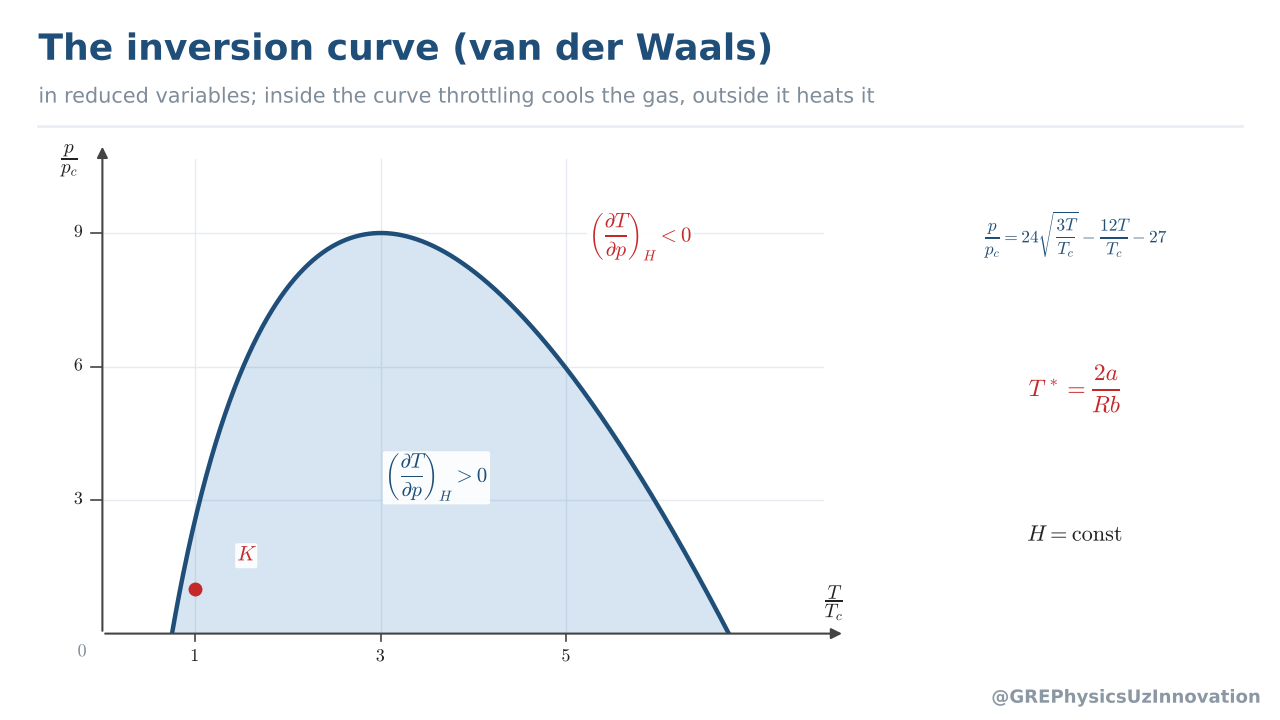 The inversion curve (van der Waals)
in reduced variables; inside the curve throttling cools the gas, outside it heats it
p/p_c
9
6
3
0
1
3
5
T/T_c
(∂T/∂p)_H < 0
(∂T/∂p)_H > 0
K
p/p_c = 24√(3T/T_c) − 12T/T_c − 27
T* = 2a/Rb
H = const
@GREPhysicsUzInnovation